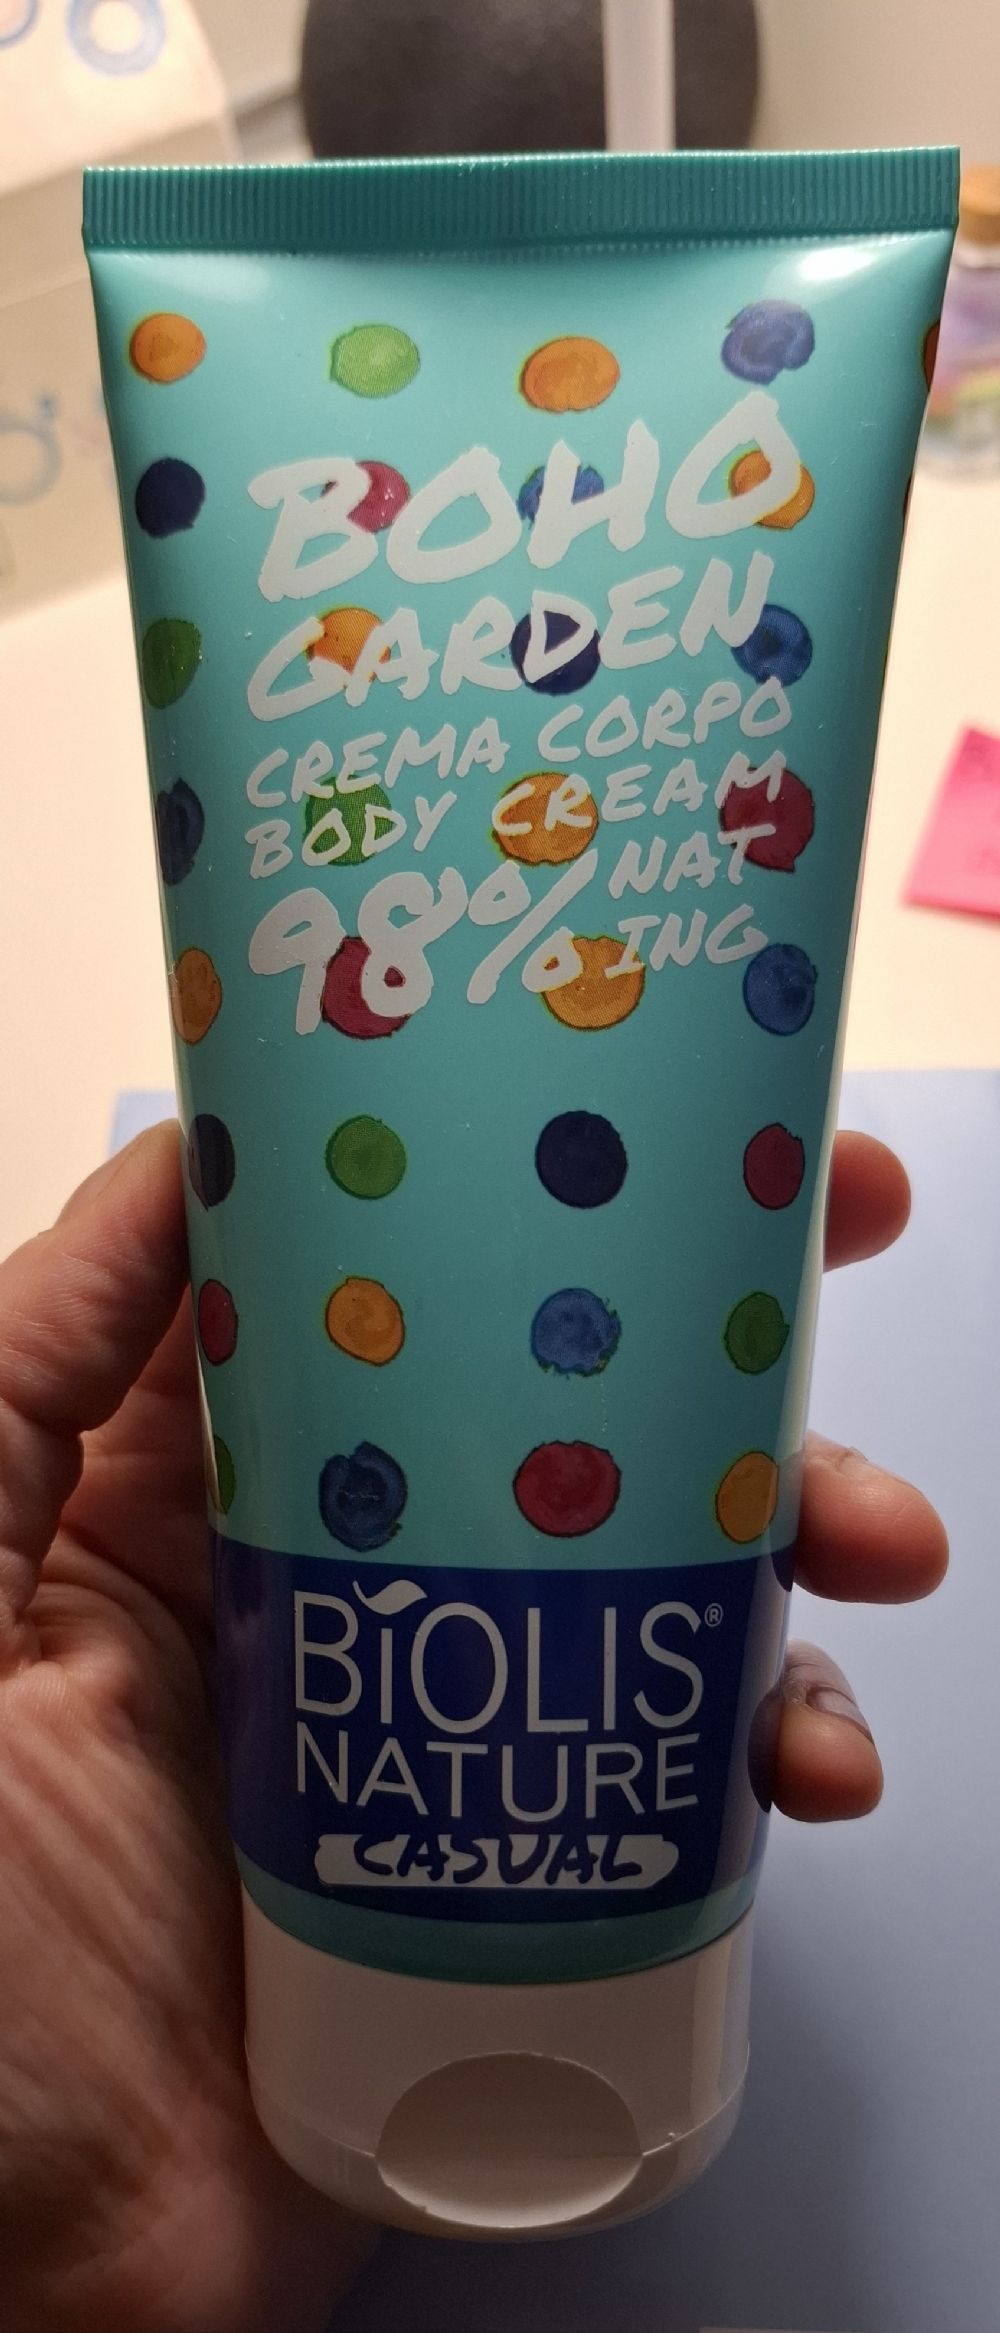 BOHO
GARDEN
CREMA CORPO
BODY CREAM
98% NAT
ING
BiOLIS®
NATURE
CASUAL